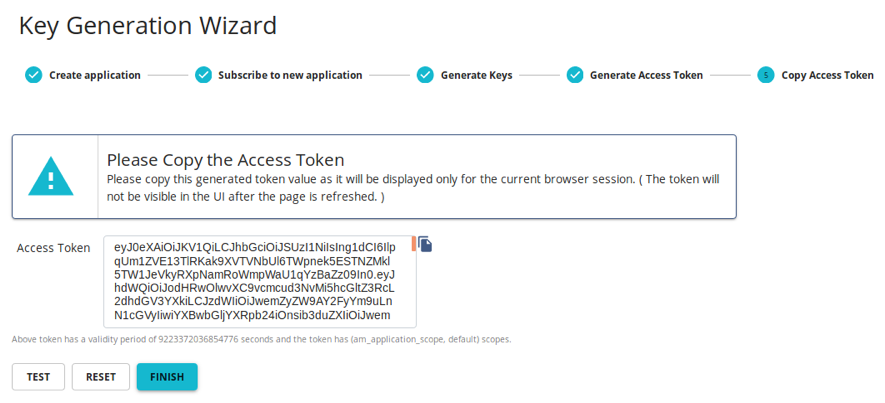 Key Generation Wizard
Create application
Subscribe to new application
Generate Keys
Generate Access Token
5
Copy Access Token
Please Copy the Access Token
Please copy this generated token value as it will be displayed only for the current browser session. ( The token will
not be visible in the UI after the page is refreshed. )
Access Token
eyJ0eXAiOiJKV1QiLCJhbGciOiJSUzI1NiIsIng1dCI6Ilp
qUm1ZVE13TlRKak9XVTVNbUl6TWpnek5ESTNZMkl
5TW1JeVkyRXpNamRoWmpWaU1qYzBaZz09In0.eyJ
hdWQiOiJodHRwOlwvXC9vcmcud3NvMi5hcGltZ3RcL
2dhdGV3YXkiLCJzdWIiOiJwemZyZW9AY2FyYm9uLn
N1cGVyIiwiYXBwbGljYXRpb24iOnsib3duZXIiOiJwem
Above token has a validity period of 9223372036854776 seconds and the token has (am_application_scope, default) scopes.
TEST
RESET
FINISH